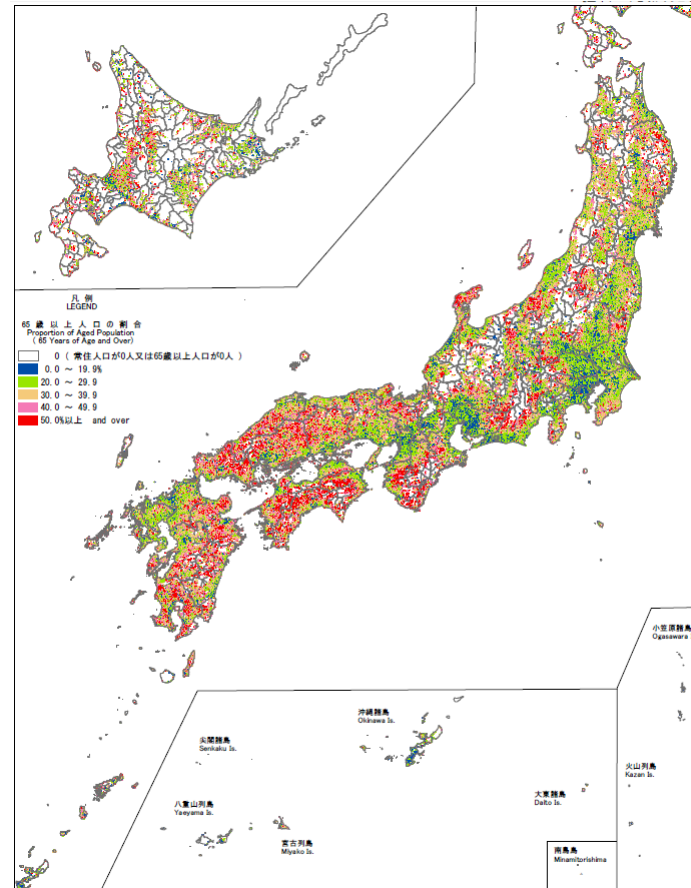 凡 例
LEGEND
65 歳 以 上 人 口 の 割 合
Proportion of Aged Population
( 65 Years of Age and Over)
0 ( 常住人口が0人又は65歳以上人口が0人 )
0.0 ～ 19.9%
20.0 ～ 29.9
30.0 ～ 39.9
40.0 ～ 49.9
50.0%以上 and over
小笠原諸島
Ogasawara
沖縄諸島
Okinawa Is.
尖閣諸島
Senkaku Is.
火山列島
Kazan Is.
大東諸島
Daito Is.
八重山列島
Yaeyama Is.
宮古列島
Miyako Is.
南鳥島
Minamitorishima